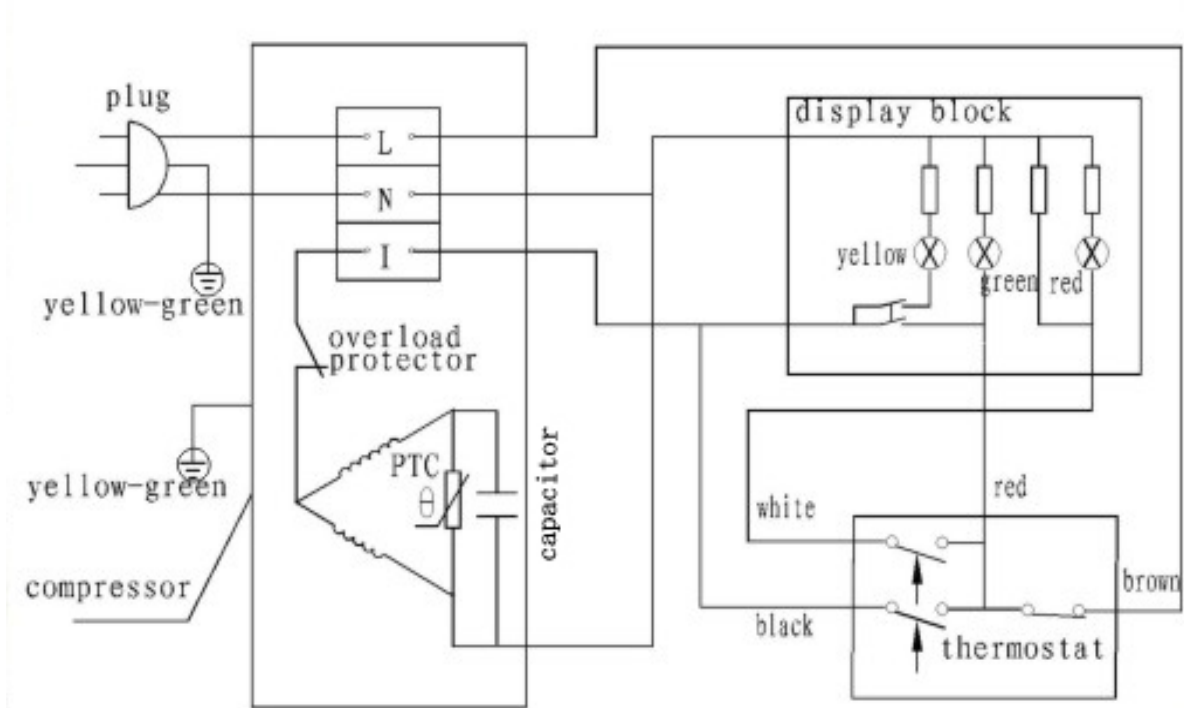 plug
display block
L
N
I
yellow
green
red
yellow-green
overload
protector
PTC
θ
capacitor
yellow-green
red
white
compressor
brown
black
thermostat